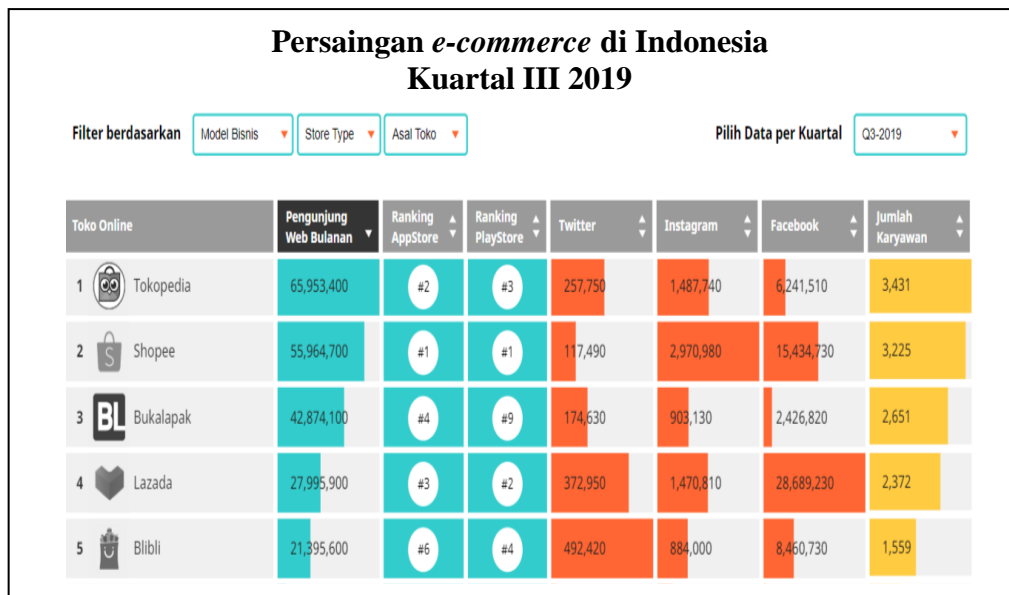 Persaingan e-commerce di Indonesia
Kuartal III 2019
Filter berdasarkan Model Bisnis Store Type Asal Toko Pilih Data per Kuartal Q3-2019
Toko Online Pengunjung Web Bulanan Ranking AppStore Ranking PlayStore Twitter Instagram Facebook Jumlah Karyawan
1 Tokopedia 65,953,400 #2 #3 257,750 1,487,740 6,241,510 3,431
2 S Shopee 55,964,700 #1 #1 117,490 2,970,980 15,434,730 3,225
3 BL Bukalapak 42,874,100 #4 #9 174,630 903,130 2,426,820 2,651
4 Lazada 27,995,900 #3 #2 372,950 1,470,810 28,689,230 2,372
5 Blibli 21,395,600 #6 #4 492,420 884,000 8,460,730 1,559